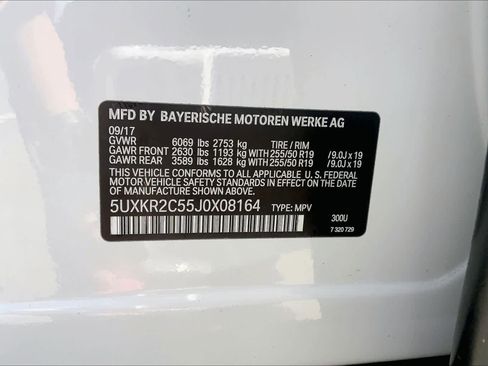 MFD BY BAYERISCHE MOTOREN WERKE AG
09/17
GVWR 6069 lbs 2753 kg TIRE / RIM
GAWR FRONT 2630 lbs 1193 kg WITH 255/50 R19 /9.0J x 19
GAWR REAR 3589 lbs 1628 kg WITH 255/50 R19 /9.0J x 19
THIS VEHICLE CONFORMS TO ALL APPLICABLE
U. S. FEDERAL MOTOR VEHICLE SAFETY
STANDARDS IN EFFECT ON THE DATE OF
MANUFACTURE SHOWN ABOVE.
5UXKR2C55J0X08164 TYPE: MPV
300U
7 320 729